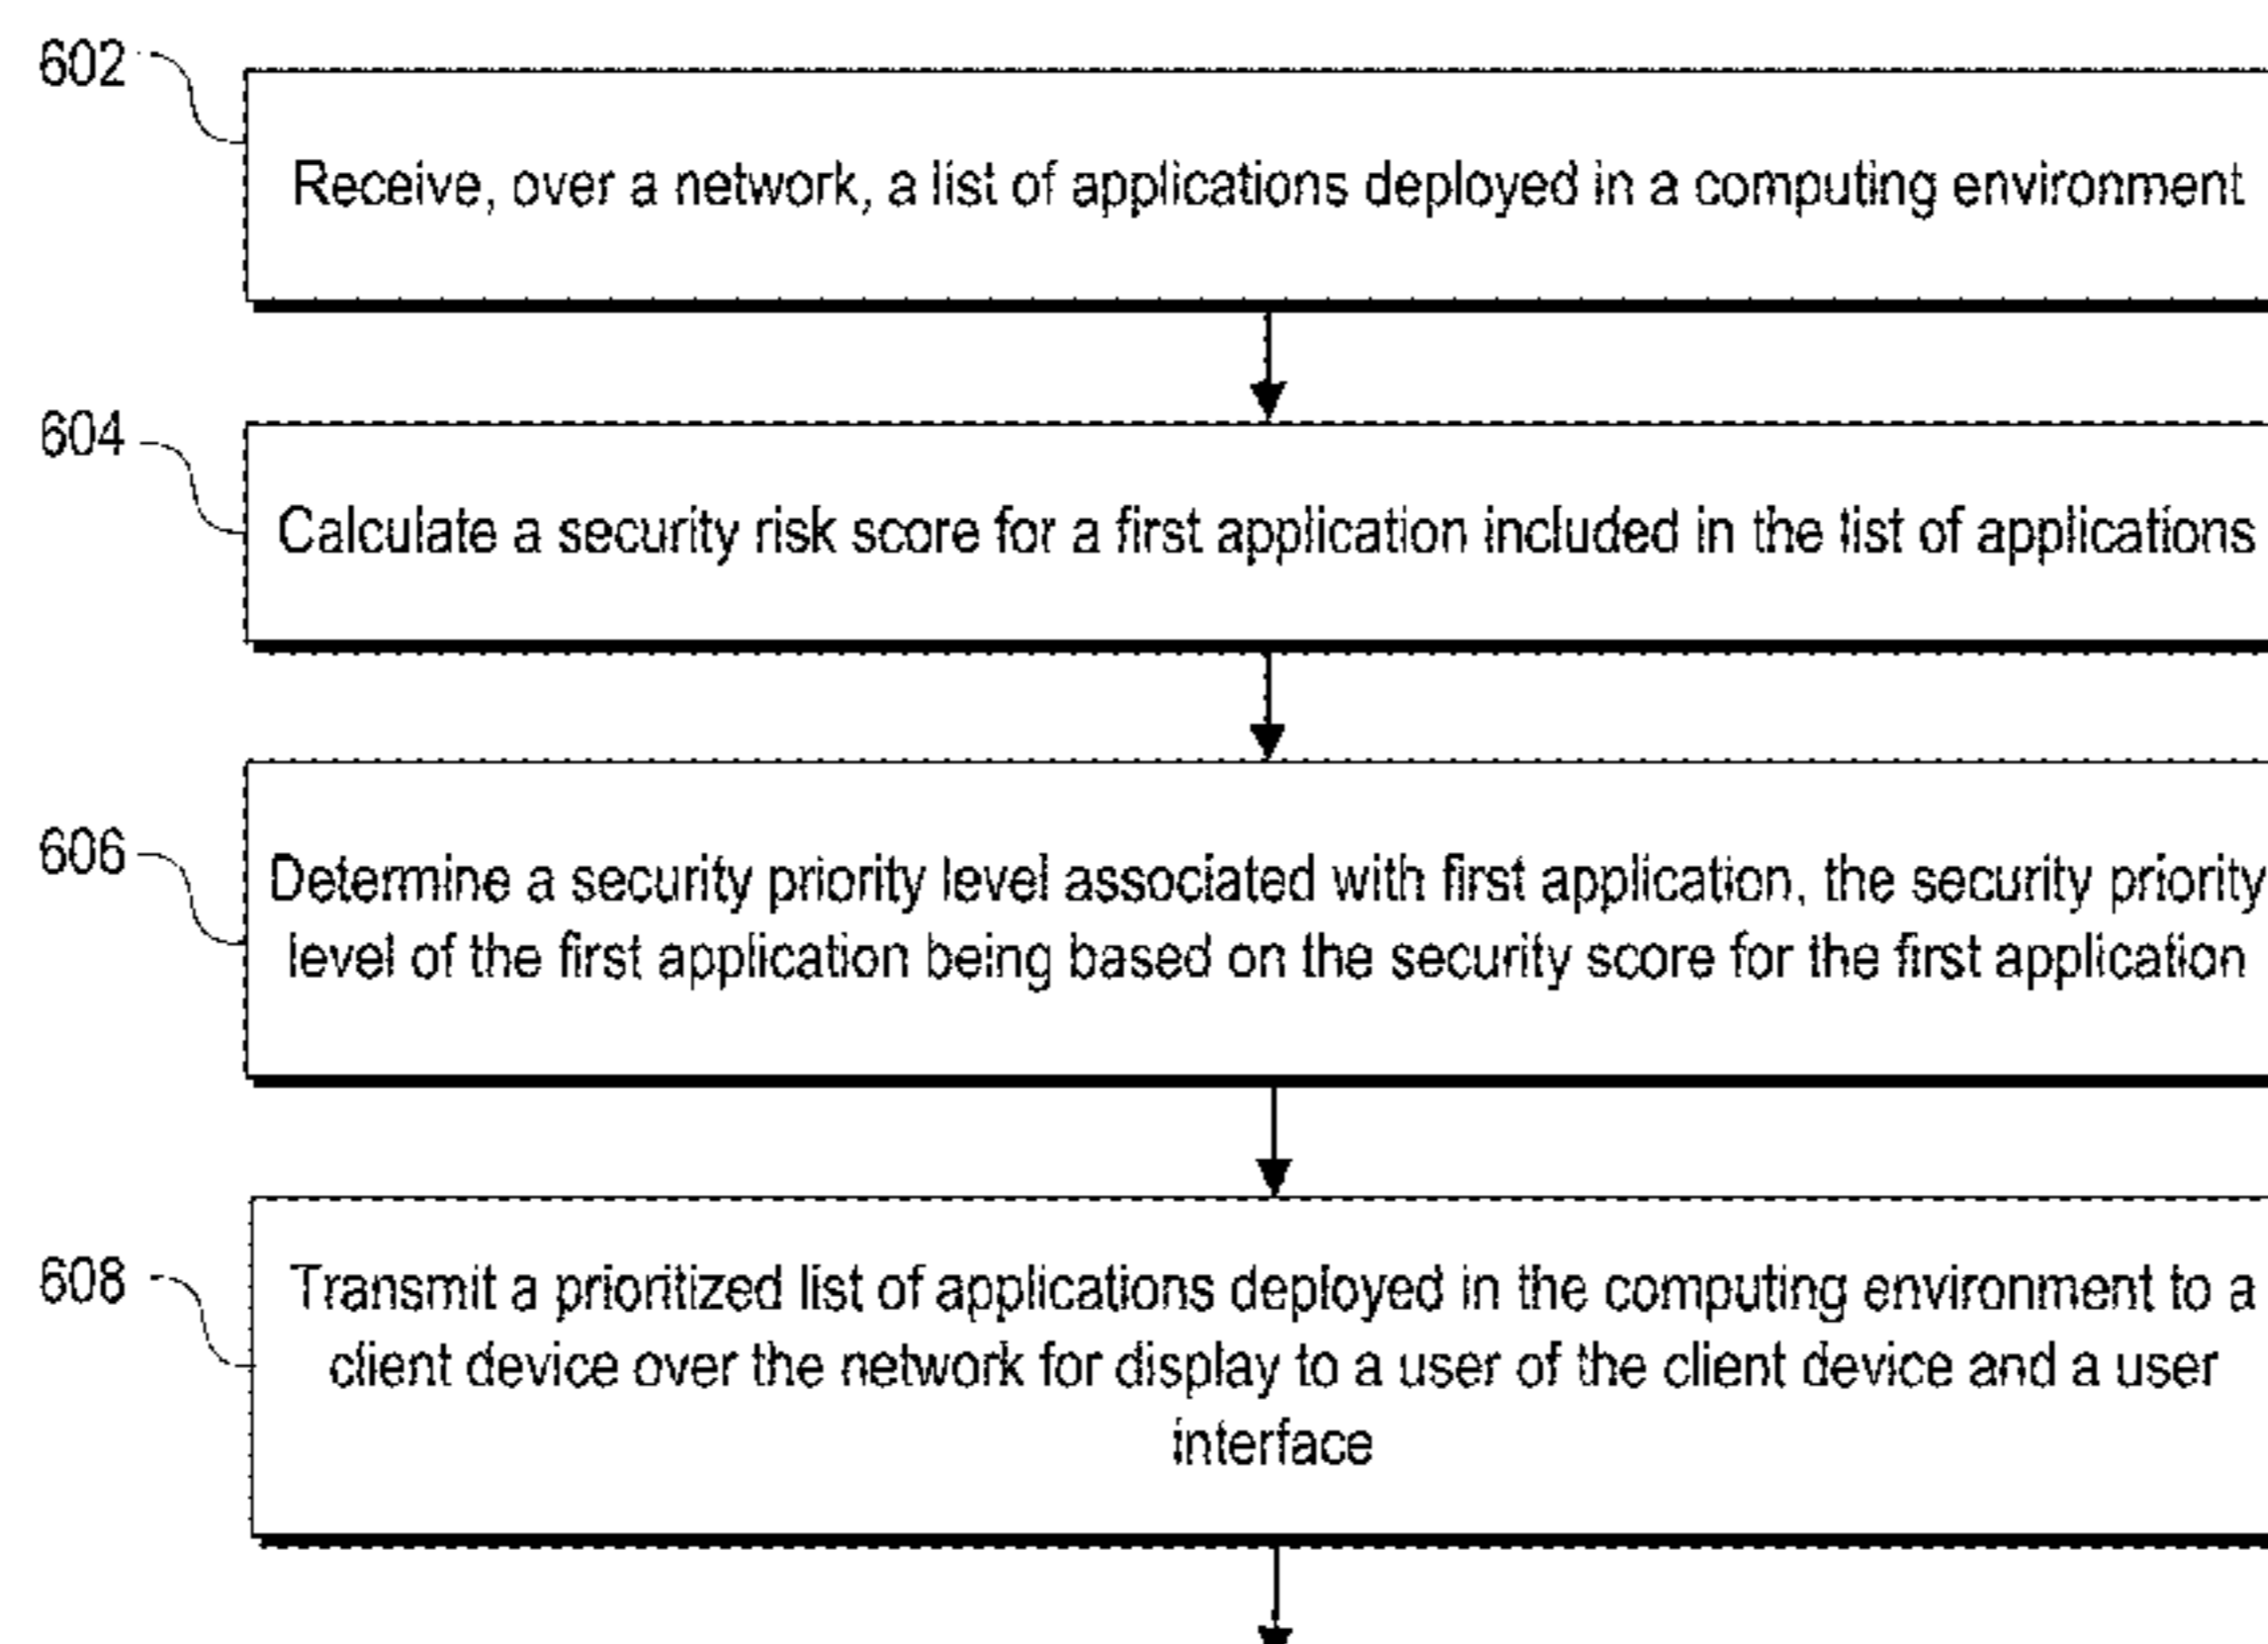 602
Receive, over a network, a list of applications deployed in a computing environment
604
Calculate a security risk score for a first application included in the list of applications
606
Determine a security priority level associated with first application, the security priority
level of the first application being based on the security score for the first application
608
Transmit a prioritized list of applications deployed in the computing environment to a
client device over the network for display to a user of the client device and a user
interface